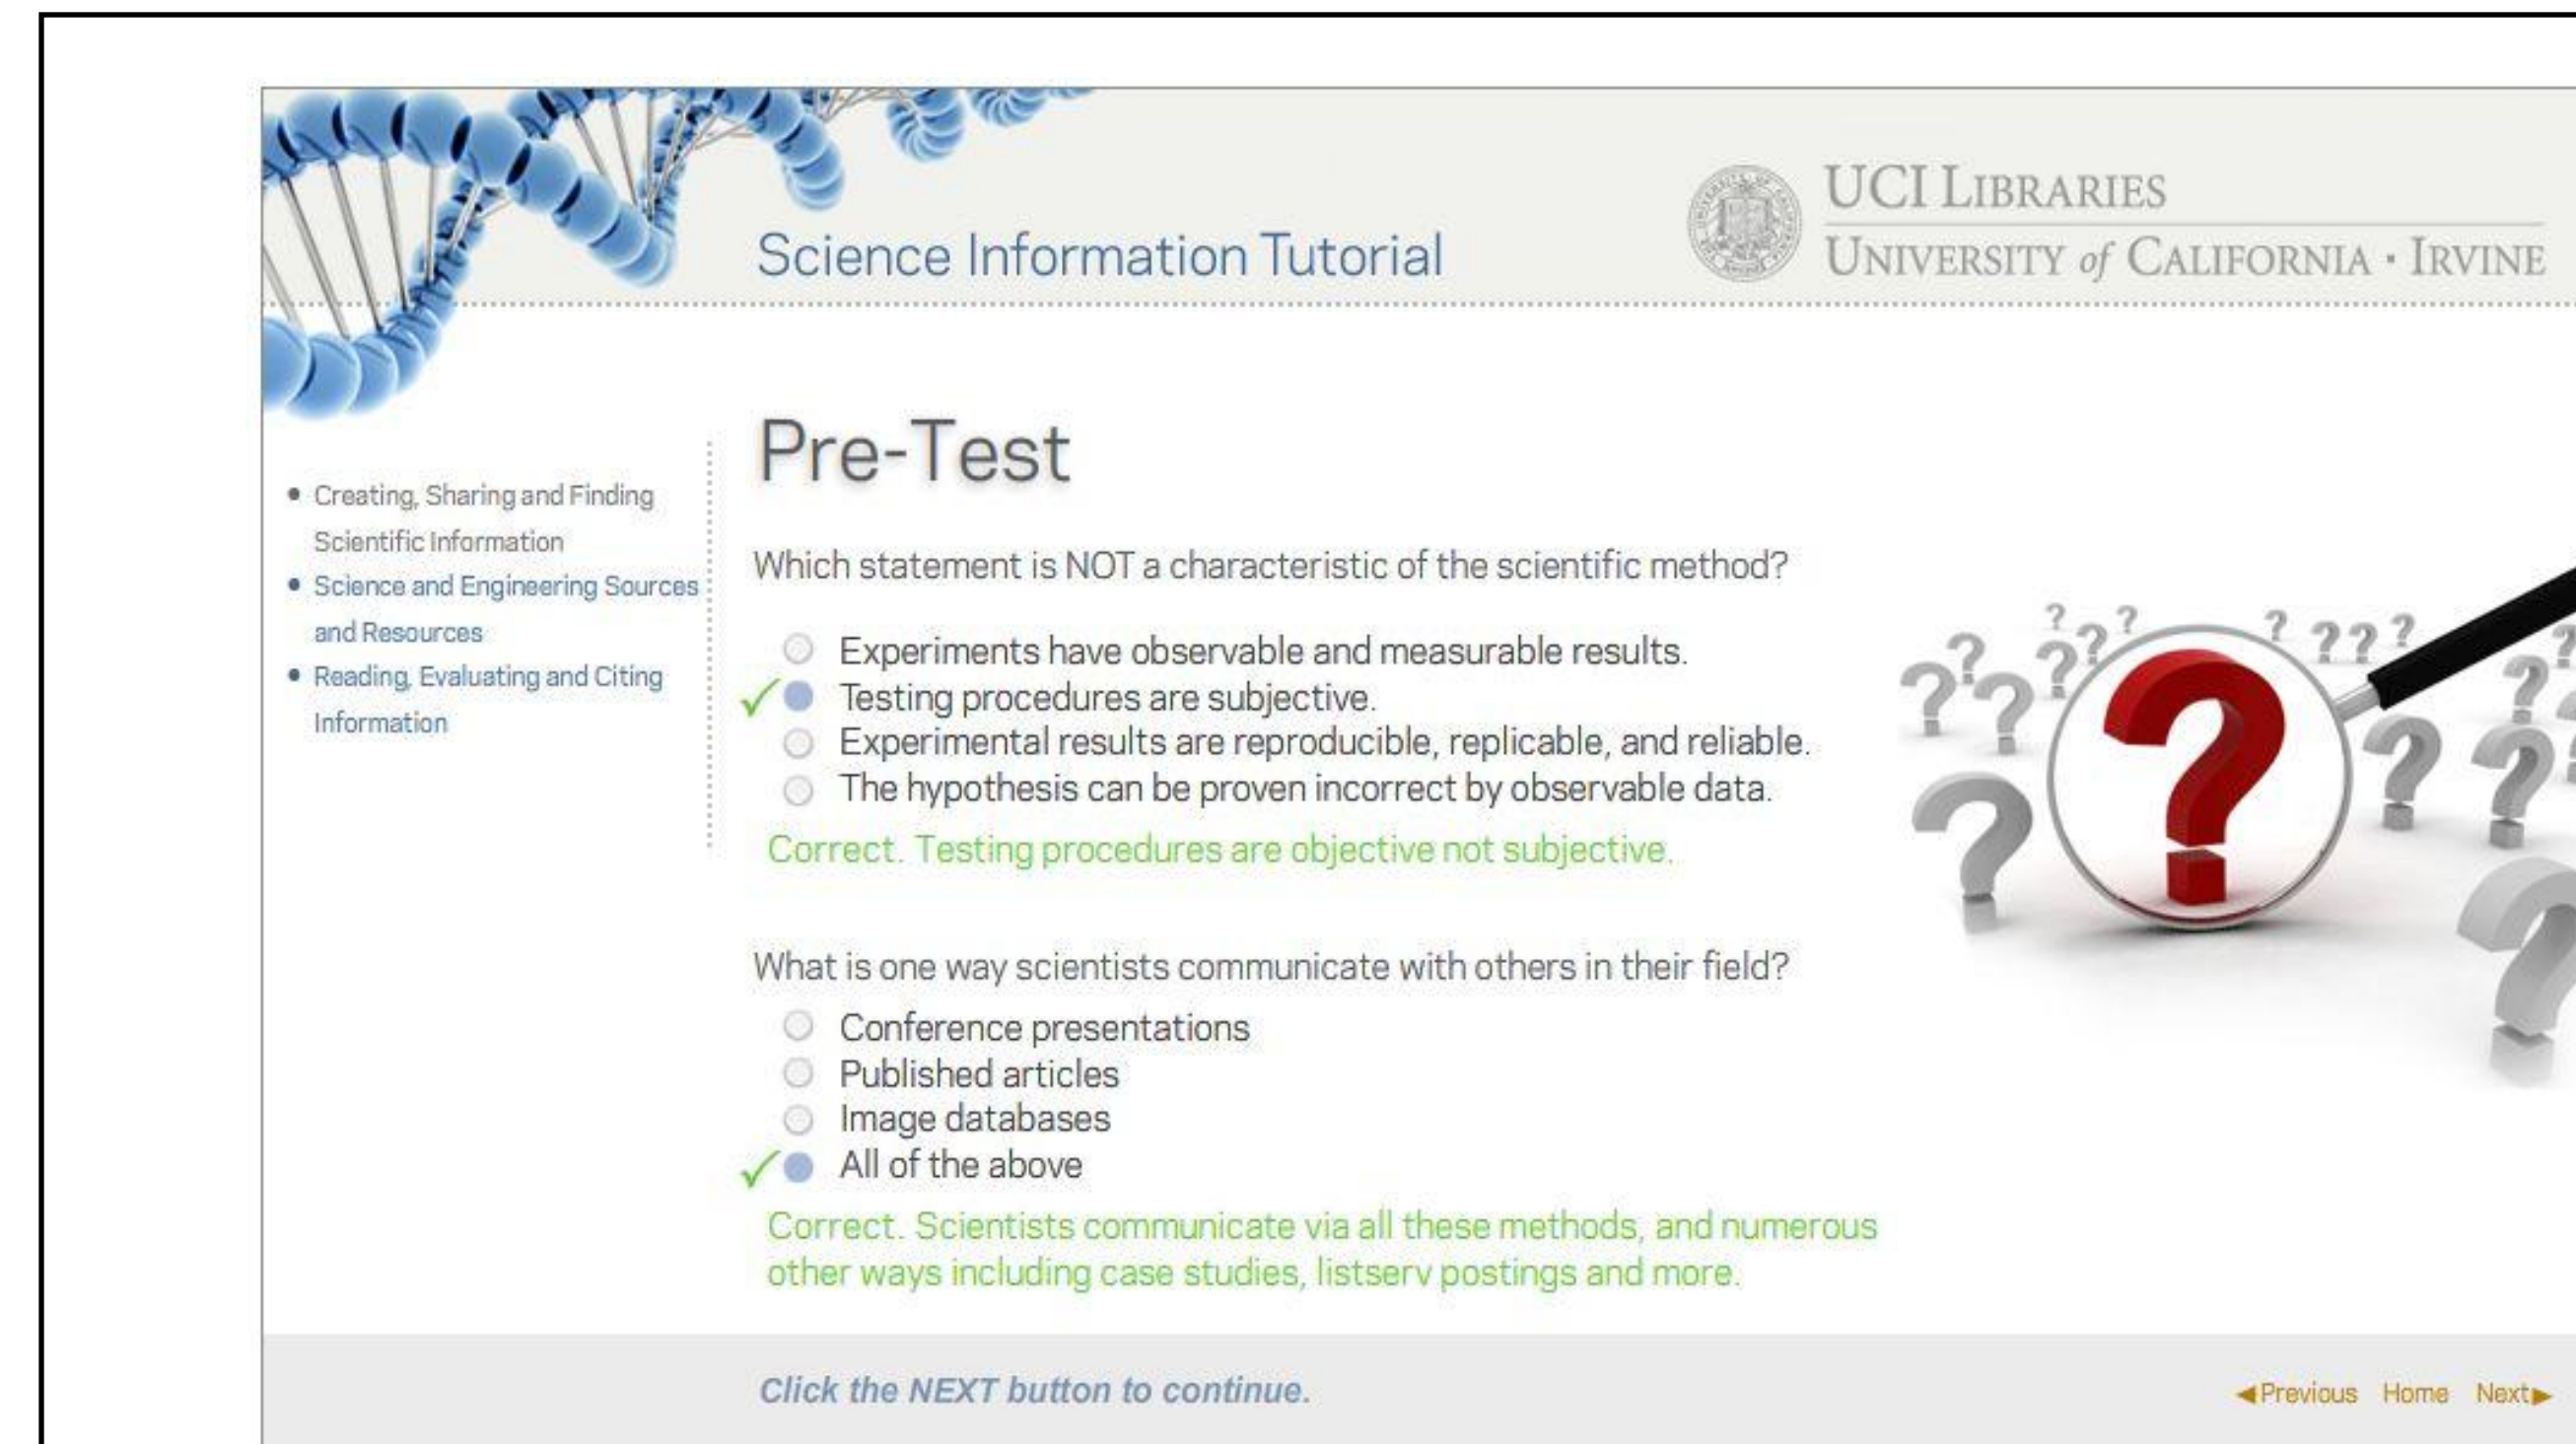 Science Information Tutorial
UCI LIBRARIES
UNIVERSITY of CALIFORNIA · IRVINE
• Creating, Sharing and Finding
Scientific Information
• Science and Engineering Sources
and Resources
• Reading, Evaluating and Citing
Information
Pre-Test
Which statement is NOT a characteristic of the scientific method?
Experiments have observable and measurable results.
Testing procedures are subjective.
Experimental results are reproducible, replicable, and reliable.
The hypothesis can be proven incorrect by observable data.
Correct. Testing procedures are objective not subjective.
What is one way scientists communicate with others in their field?
Conference presentations
Published articles
Image databases
All of the above
Correct. Scientists communicate via all these methods, and numerous
other ways including case studies, listserv postings and more.
Click the NEXT button to continue.
Previous Home Next